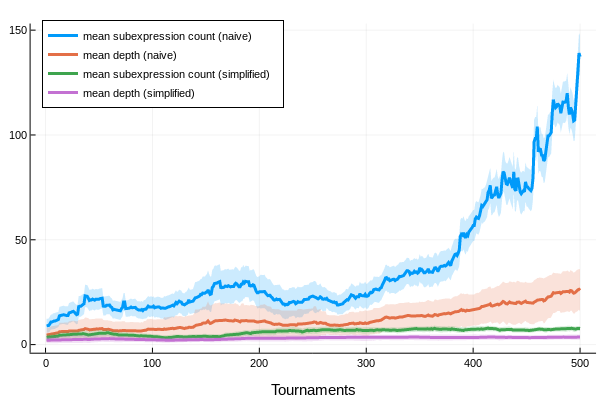 150
100
50
0
mean subexpression count (naive)
mean depth (naive)
mean subexpression count (simplified)
mean depth (simplified)
0 100 200 300 400 500
Tournaments